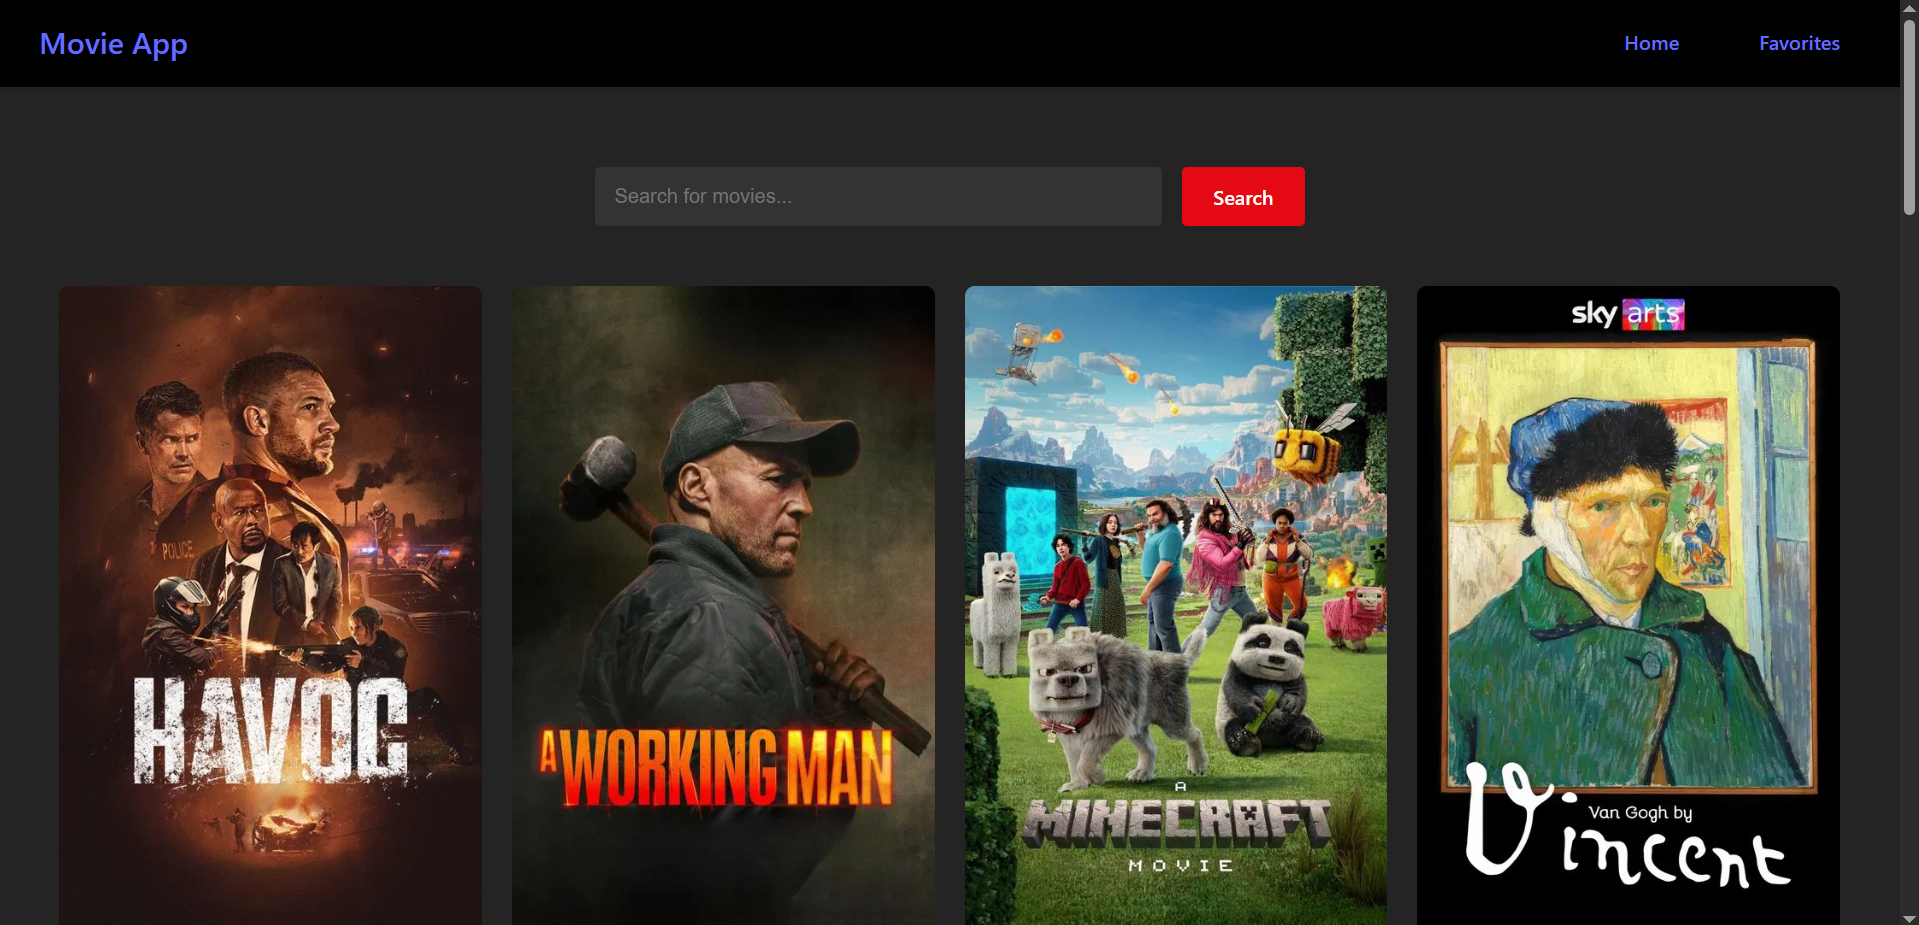 Movie App
Home
Favorites
Search for movies...
Search
POLICE
HAVOC
A WORKING MAN
A
MINECRAFT
MOVIE
sky arts
Van Gogh by
Vincent